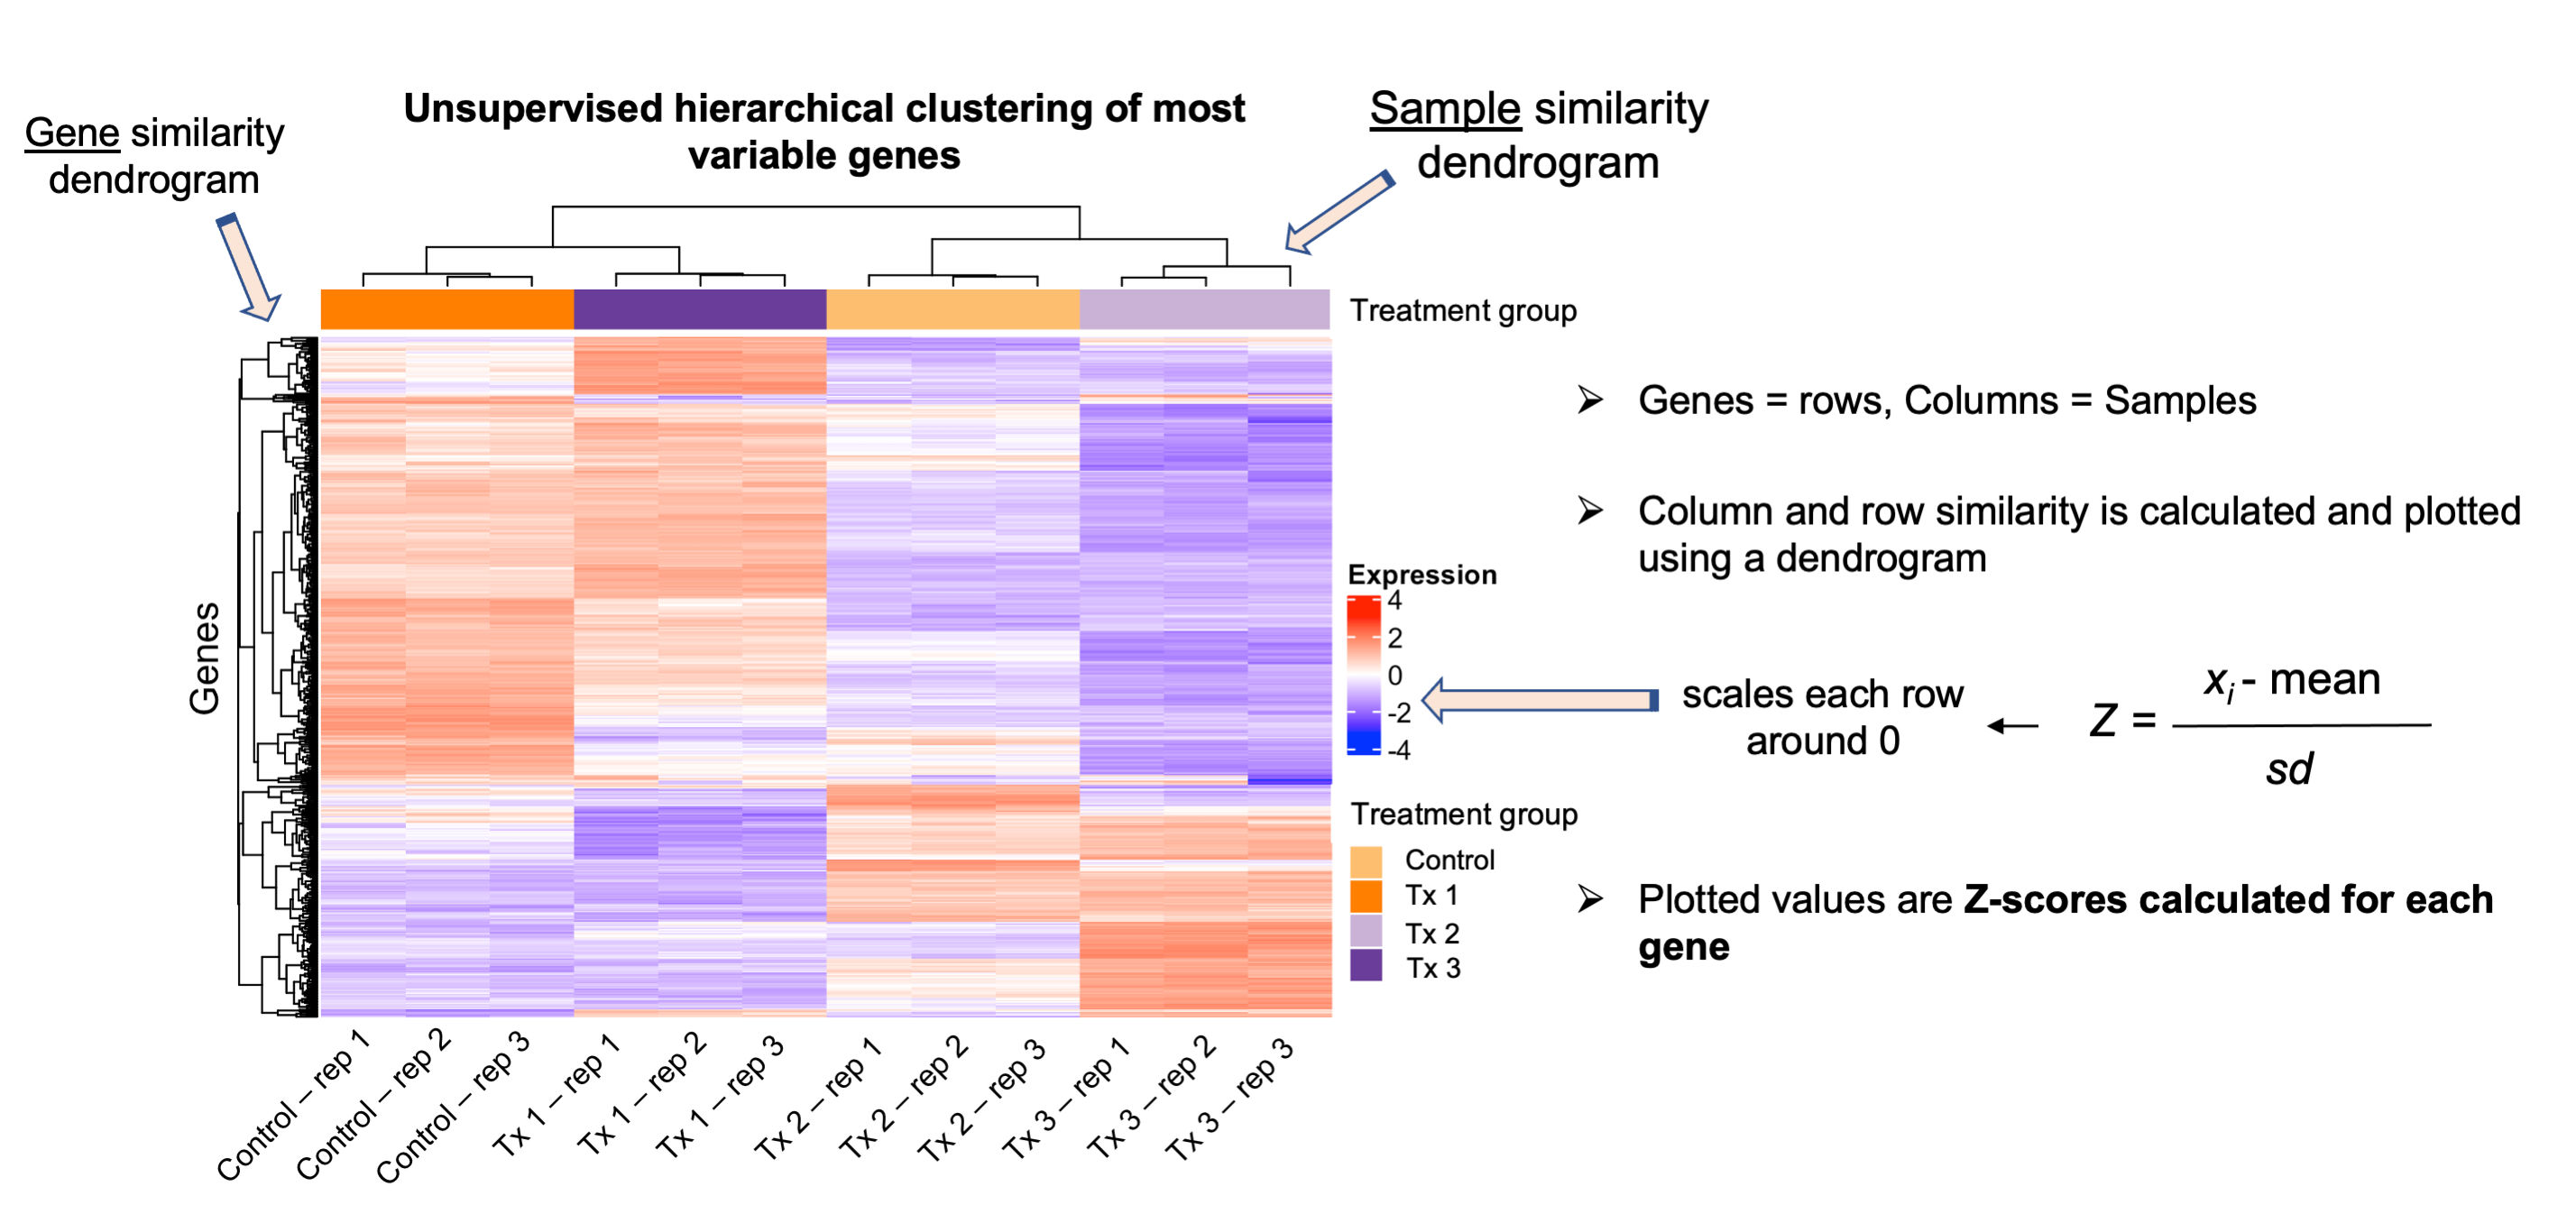 Gene similarity
dendrogram
Unsupervised hierarchical clustering of most
variable genes
Sample similarity
dendrogram
Treatment group
Genes
Control – rep 1
Control – rep 2
Control – rep 3
Tx 1 – rep 1
Tx 1 – rep 2
Tx 1 – rep 3
Tx 2 – rep 1
Tx 2 – rep 2
Tx 2 – rep 3
Tx 3 – rep 1
Tx 3 – rep 2
Tx 3 – rep 3
Expression
4
2
0
-2
-4
Treatment group
Control
Tx 1
Tx 2
Tx 3
➢ Genes = rows, Columns = Samples
➢ Column and row similarity is calculated and plotted
using a dendrogram
scales each row
around 0
← Z =
xi - mean
sd
➢ Plotted values are Z-scores calculated for each
gene